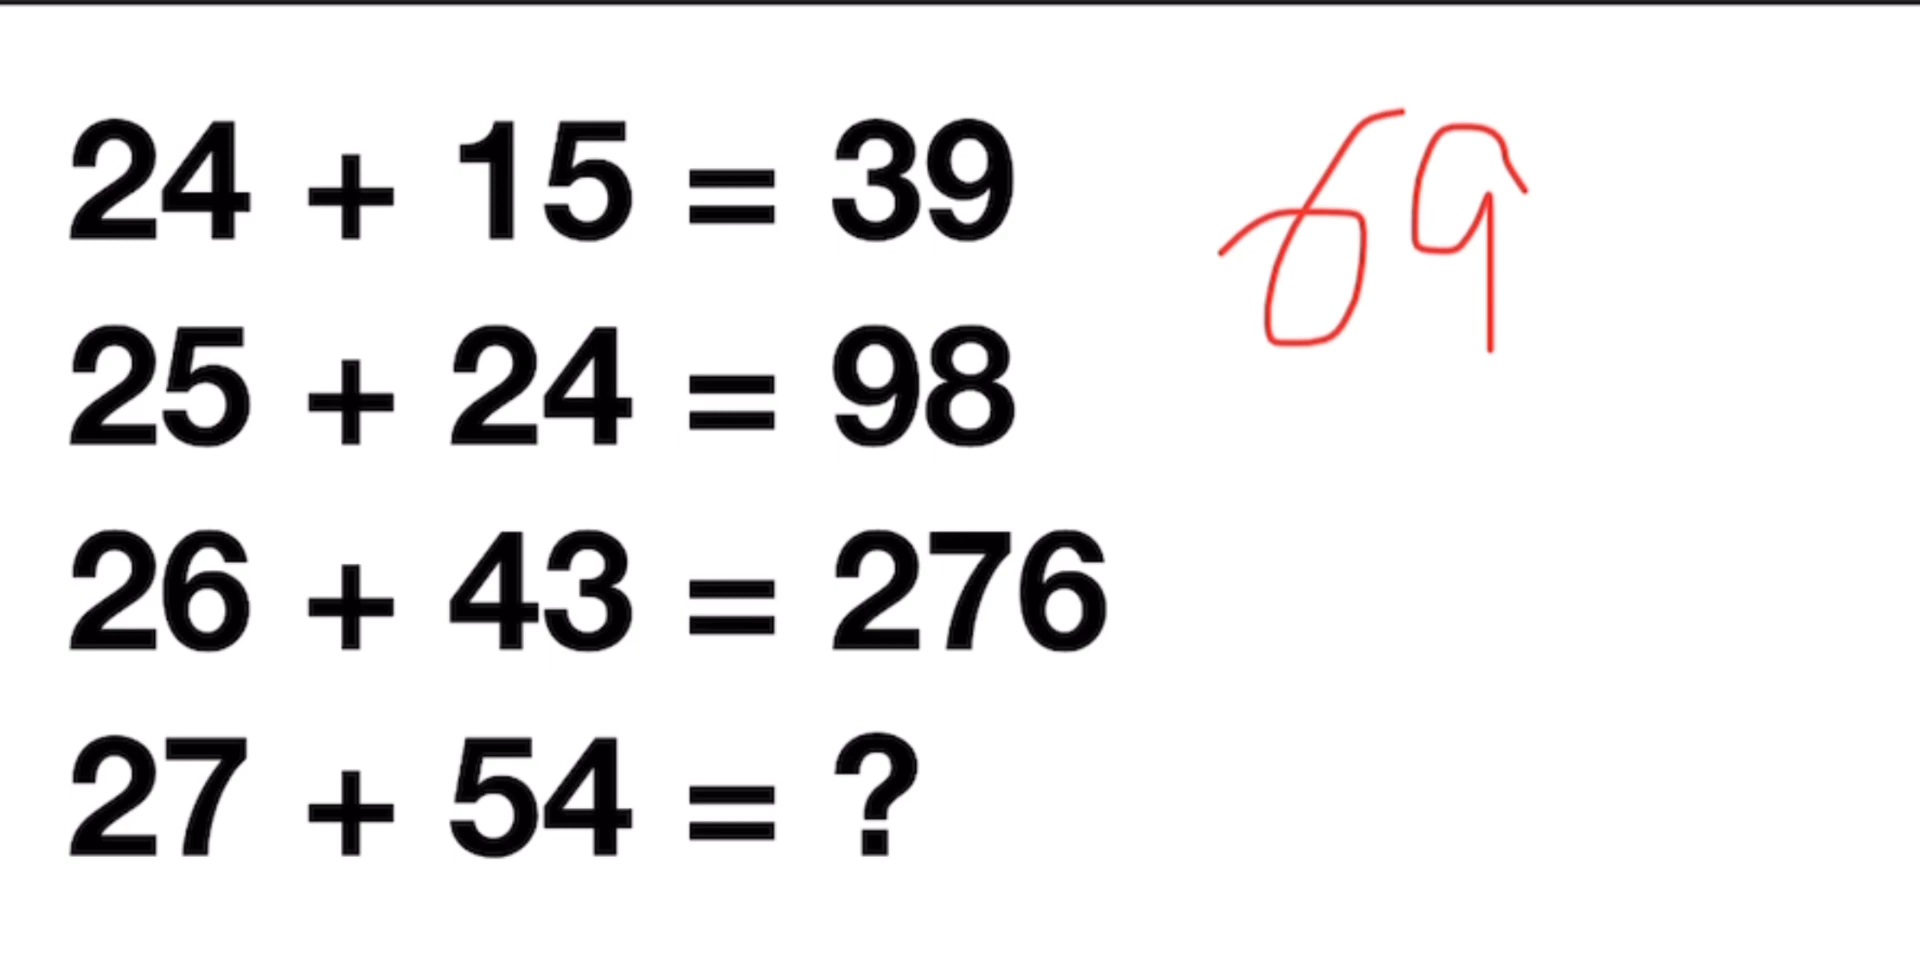 24 + 15 = 39
69
25 + 24 = 98
26 + 43 = 276
27 + 54 = ?